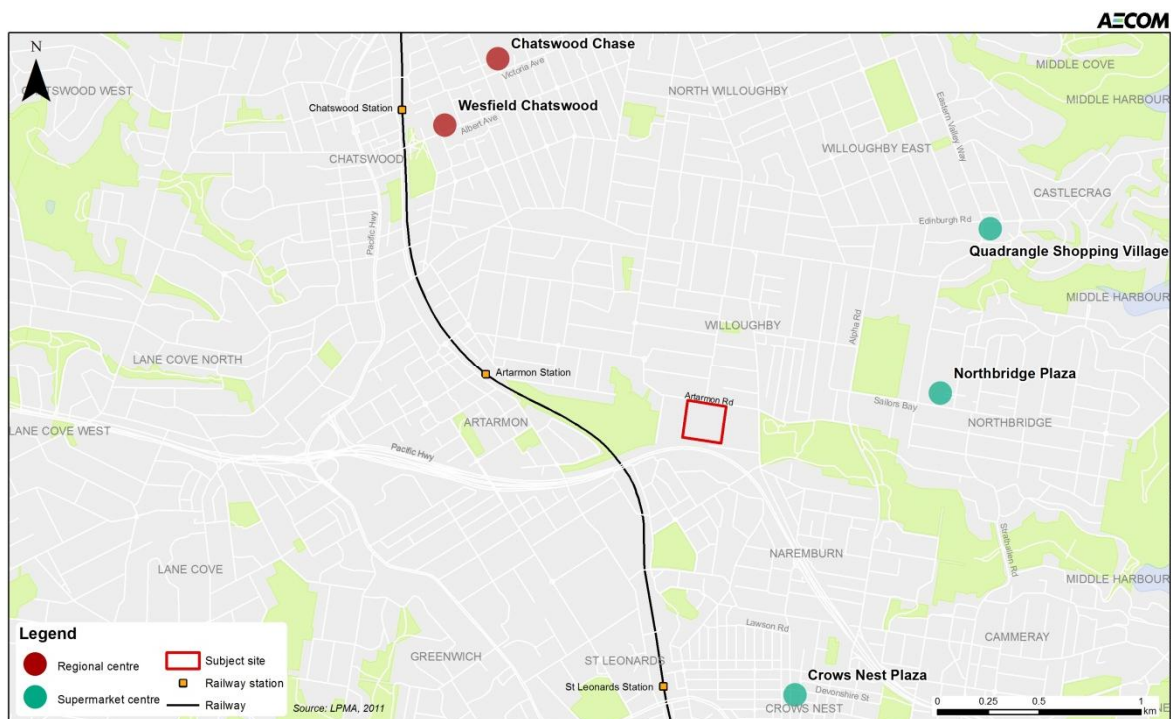 AECOM
N
Chatswood Chase
Victoria Ave
CHATSWOOD WEST
NORTH WILLOUGHBY
MIDDLE COVE
MIDDLE HARBOUR
Chatswood Station
Wesfield Chatswood
Albert Ave
Eastern Valley Way
WILLOUGHBY EAST
CHATSWOOD
CASTLECRAG
Pacific Hwy
Edinburgh Rd
Quadrangle Shopping Village
MIDDLE HARBOUR
WILLOUGHBY
Alpha Rd
LANE COVE NORTH
Artarmon Station
Northbridge Plaza
Artarmon Rd
Sailors Bay
ARTARMON
NORTHBRIDGE
LANE COVE WEST
Pacific Hwy
Strathallen Rd
NAREMBURN
LANE COVE
MIDDLE HARBOUR
Lawson Rd
CAMMERAY
GREENWICH
ST LEONARDS
Crows Nest Plaza
St Leonards Station
Devonshire St
CROWS NEST
Legend
Regional centre
Subject site
Supermarket centre
Railway station
Railway
Source: LPMA, 2011
0 0.25 0.5 1
km